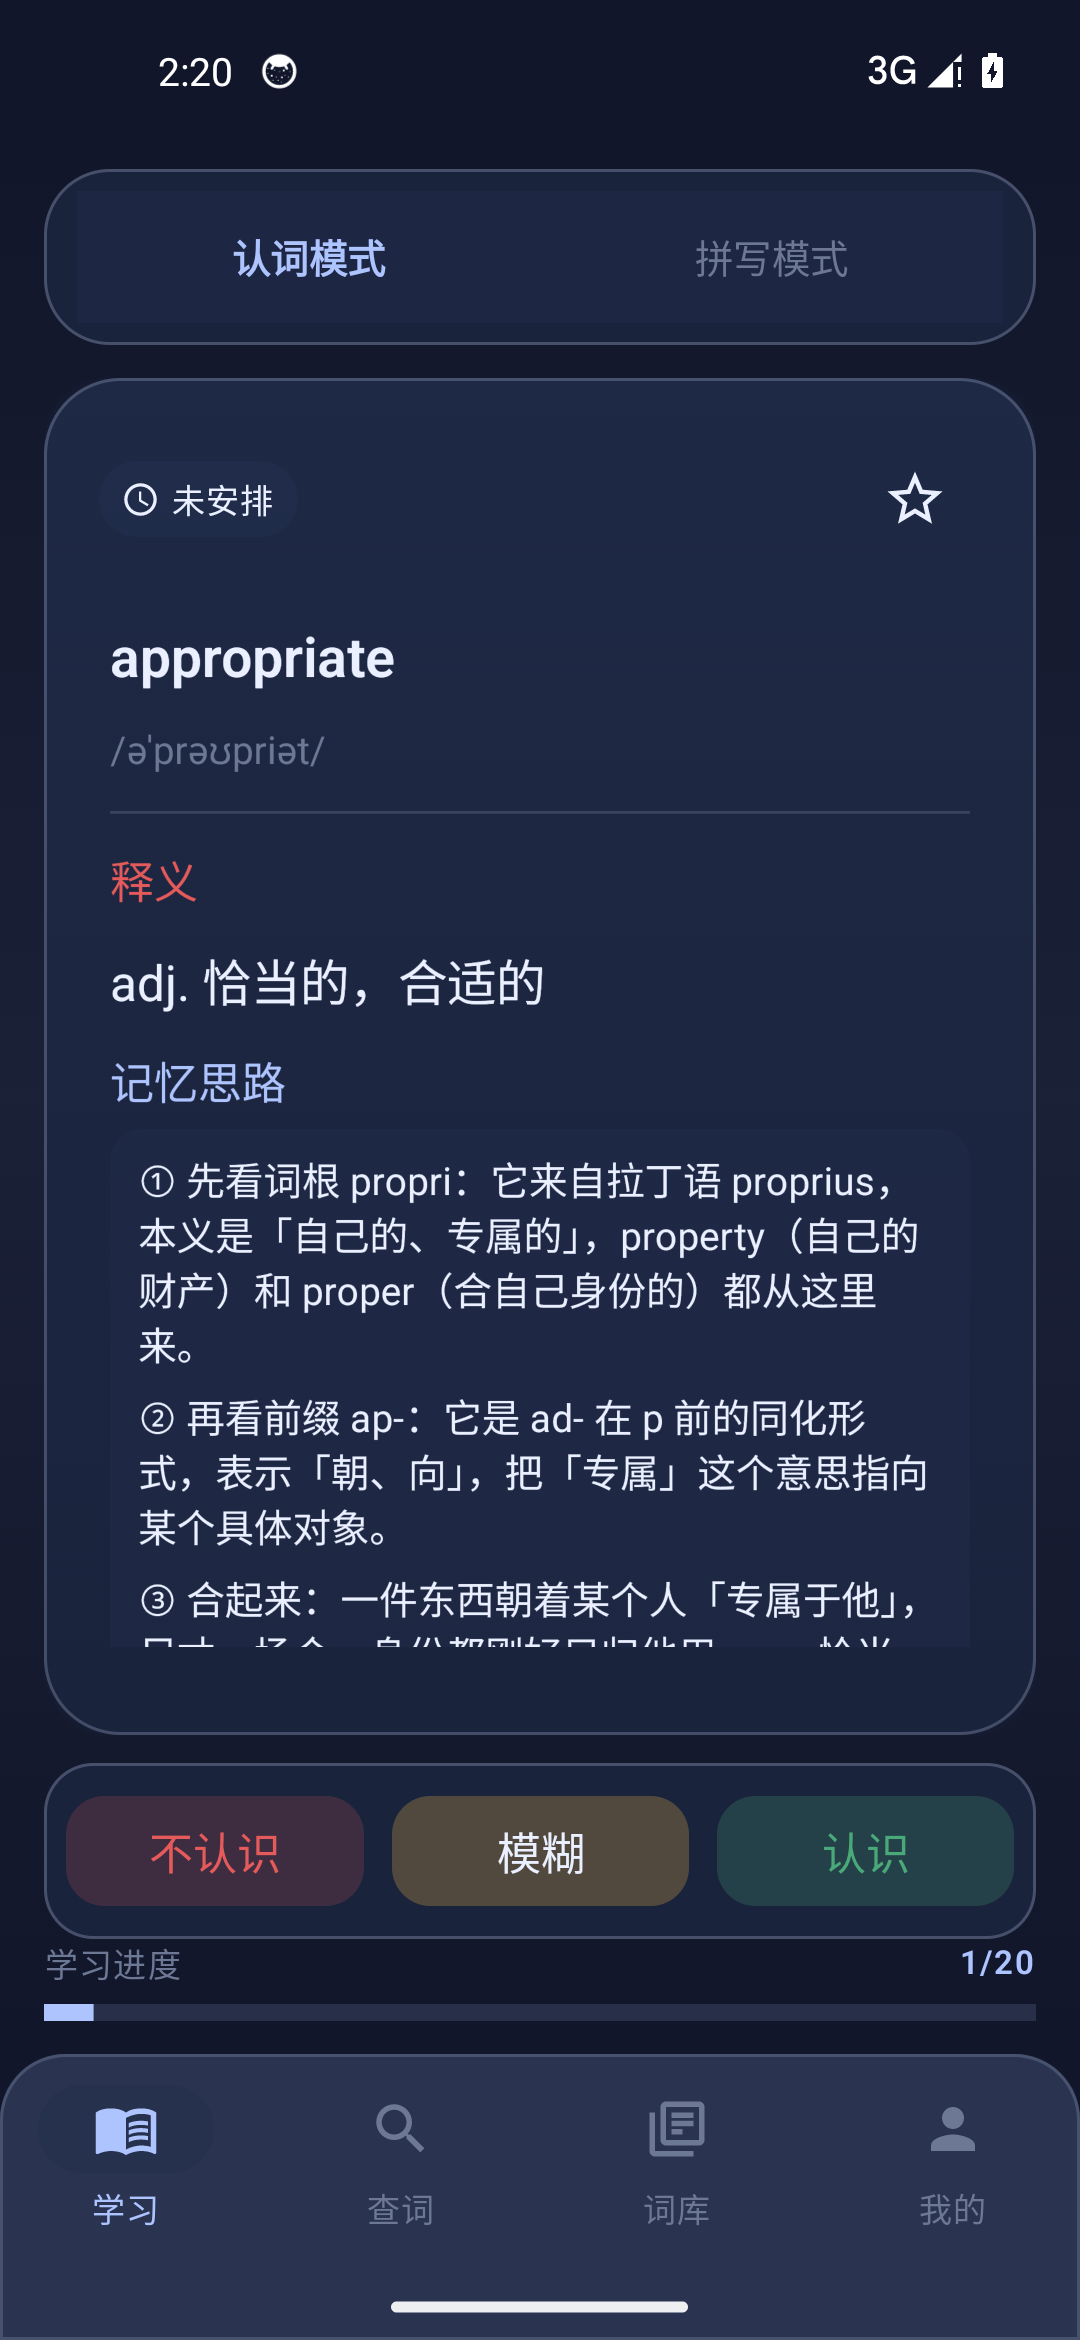 2:20
3G
认词模式
拼写模式
未安排
appropriate
/əˈprəʊpriət/
释义
adj. 恰当的，合适的
记忆思路
① 先看词根 propri：它来自拉丁语 proprius，
本义是「自己的、专属的」，property（自己的
财产）和 proper（合自己身份的）都从这里
来。
② 再看前缀 ap-：它是 ad- 在 p 前的同化形
式，表示「朝、向」，把「专属」这个意思指向
某个具体对象。
③ 合起来：一件东西朝着某个人「专属于他」，
不认识
模糊
认识
学习进度
1/20
学习
查词
词库
我的